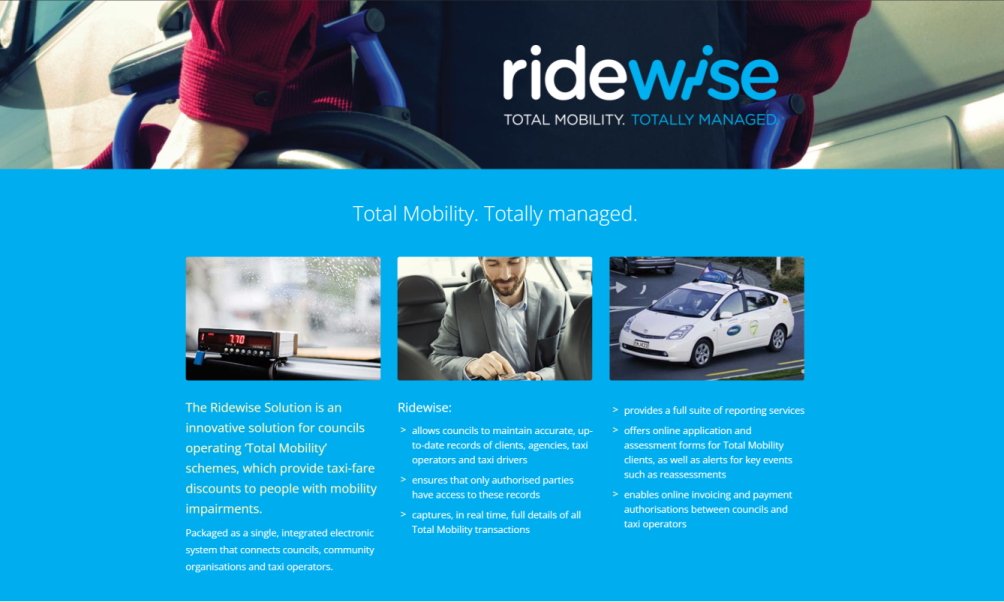 ridewise
TOTAL MOBILITY. TOTALLY MANAGED.
Total Mobility. Totally managed.
7.70
The Ridewise Solution is an
innovative solution for councils
operating ‘Total Mobility’
schemes, which provide taxi-fare
discounts to people with mobility
impairments.
Packaged as a single, integrated electronic
system that connects councils, community
organisations and taxi operators.
Ridewise:
> allows councils to maintain accurate, up-
to-date records of clients, agencies, taxi
operators and taxi drivers
> ensures that only authorised parties
have access to these records
> captures, in real time, full details of all
Total Mobility transactions
> provides a full suite of reporting services
> offers online application and
assessment forms for Total Mobility
clients, as well as alerts for key events
such as reassessments
> enables online invoicing and payment
authorisations between councils and
taxi operators